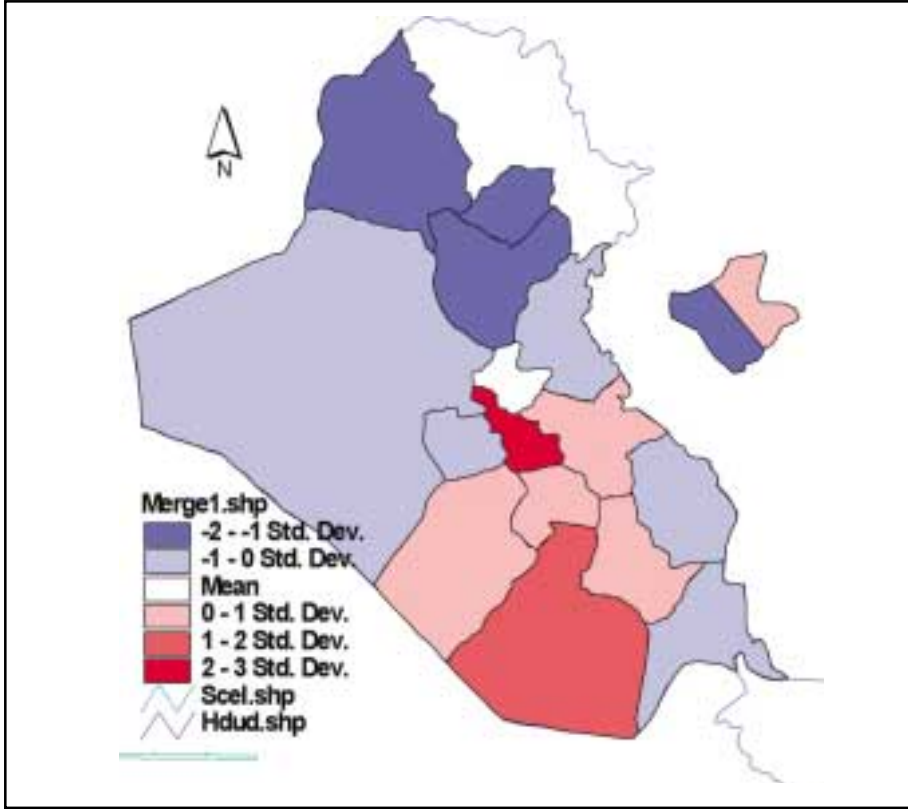 N
Merge1.shp
-2 - -1 Std. Dev.
-1 - 0 Std. Dev.
Mean
0 - 1 Std. Dev.
1 - 2 Std. Dev.
2 - 3 Std. Dev.
Scel.shp
Hdud.shp